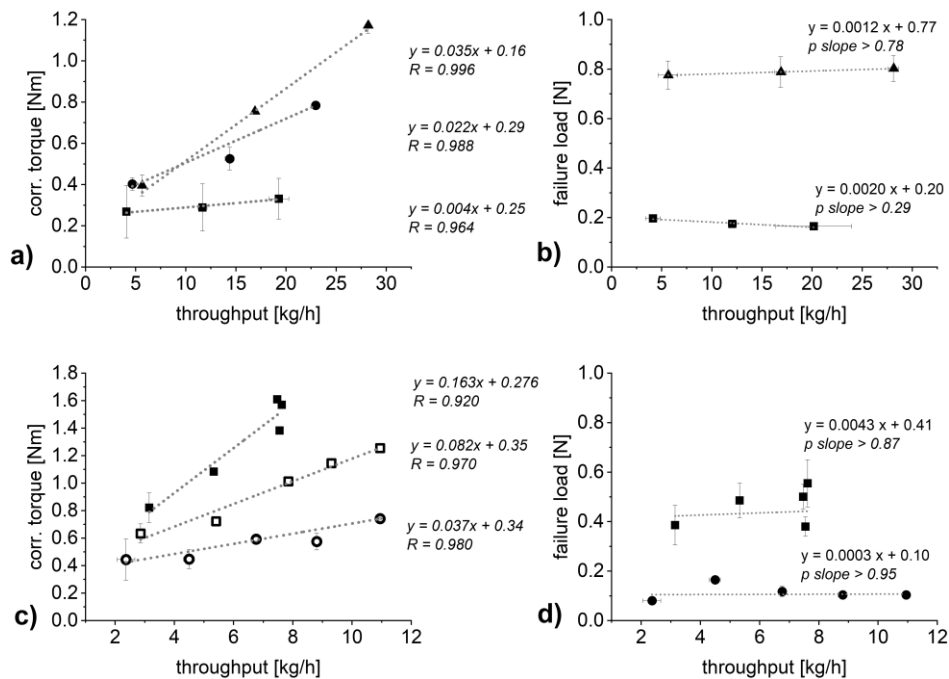 1.2
1.0
0.8
0.6
0.4
0.2
0.0
corr. torque [Nm]
0 5 10 15 20 25 30
throughput [kg/h]
a)
y = 0.035x + 0.16
R = 0.996
y = 0.022x + 0.29
R = 0.988
y = 0.004x + 0.25
R = 0.964
1.0
0.8
0.6
0.4
0.2
0.0
failure load [N]
0 5 10 15 20 25 30
throughput [kg/h]
b)
y = 0.0012 x + 0.77
p slope > 0.78
y = 0.0020 x + 0.20
p slope > 0.29
1.8
1.6
1.4
1.2
1.0
0.8
0.6
0.4
0.2
0.0
corr. torque [Nm]
2 4 6 8 10 12
throughput [kg/h]
c)
y = 0.163x + 0.276
R = 0.920
y = 0.082x + 0.35
R = 0.970
y = 0.037x + 0.34
R = 0.980
1.0
0.8
0.6
0.4
0.2
0.0
failure load [N]
2 4 6 8 10 12
throughput [kg/h]
d)
y = 0.0043 x + 0.41
p slope > 0.87
y = 0.0003 x + 0.10
p slope > 0.95